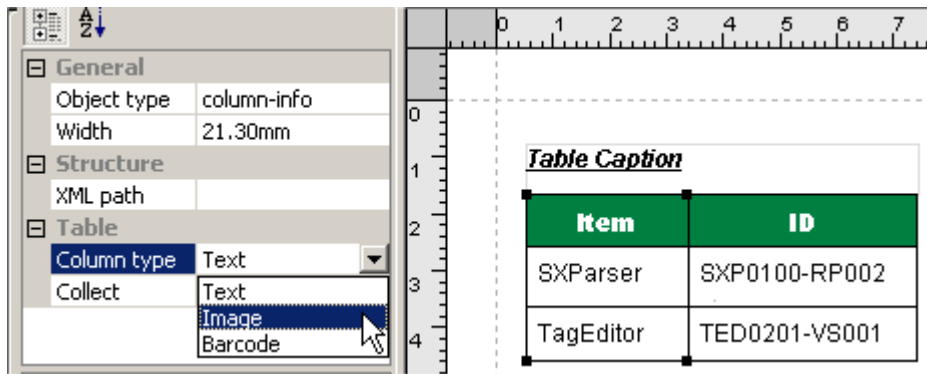 A
Z
General
Object type column-info
Width 21.30mm
Structure
XML path
Table
Column type Text
Collect Text
Image
Barcode
0 1 2 3 4 5 6 7
0
1
2
3
4
Table Caption
Item ID
SXParser SXP0100-RP002
TagEditor TED0201-VS001